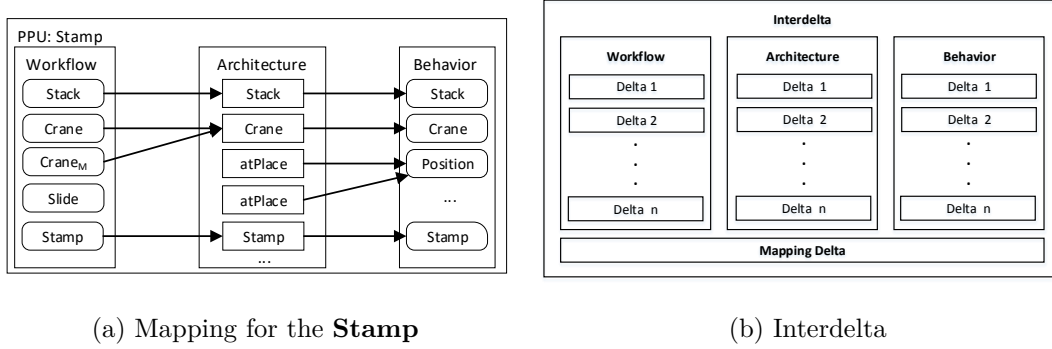 PPU: Stamp
Workflow
Stack
Crane
CraneM
Slide
Stamp
Architecture
Stack
Crane
atPlace
atPlace
Stamp
...
Behavior
Stack
Crane
Position
...
Stamp
(a) Mapping for the Stamp
Interdelta
Workflow
Delta 1
Delta 2
.
.
.
Delta n
Architecture
Delta 1
Delta 2
.
.
.
Delta n
Behavior
Delta 1
Delta 2
.
.
.
Delta n
Mapping Delta
(b) Interdelta